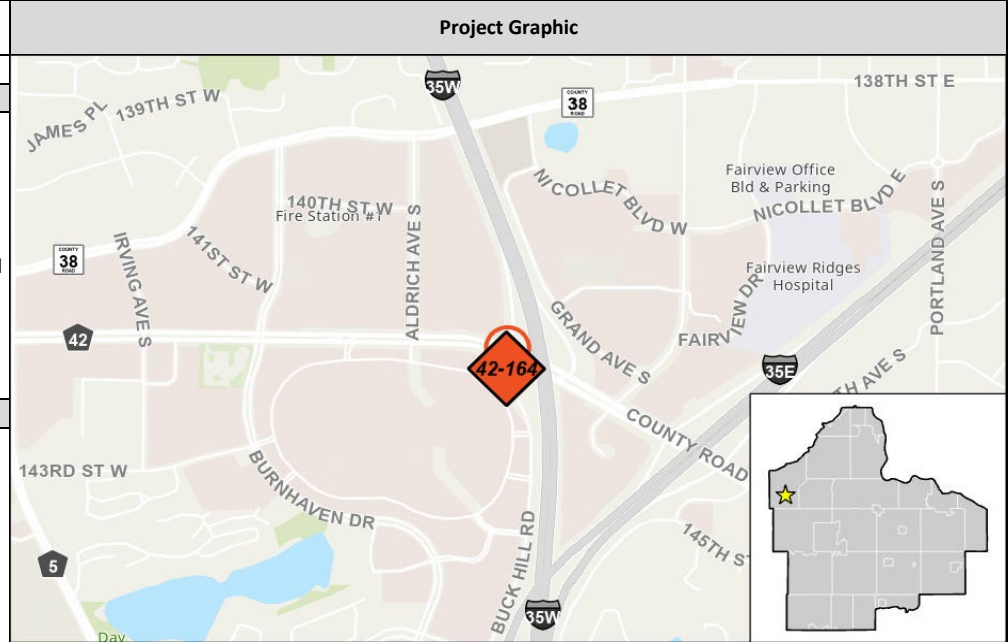 Project Graphic
35W
COUNTY
38
ROAD
138TH ST E
139TH ST W
JAMES PL
Fairview Office
Bld & Parking
NICOLLET BLVD W
NICOLLET BLVD E
140TH ST W
Fire Station #1
PORTLAND AVE S
141ST ST W
ALDRICH AVE S
IRVING AVE S
COUNTY
38
ROAD
Fairview Ridges
Hospital
42
GRAND AVE S
FAIRVIEW DR
42-164
35E
TH AVE S
COUNTY ROAD
143RD ST W
BURNHAVEN DR
BUCK HILL RD
145TH ST
5
35W
Day